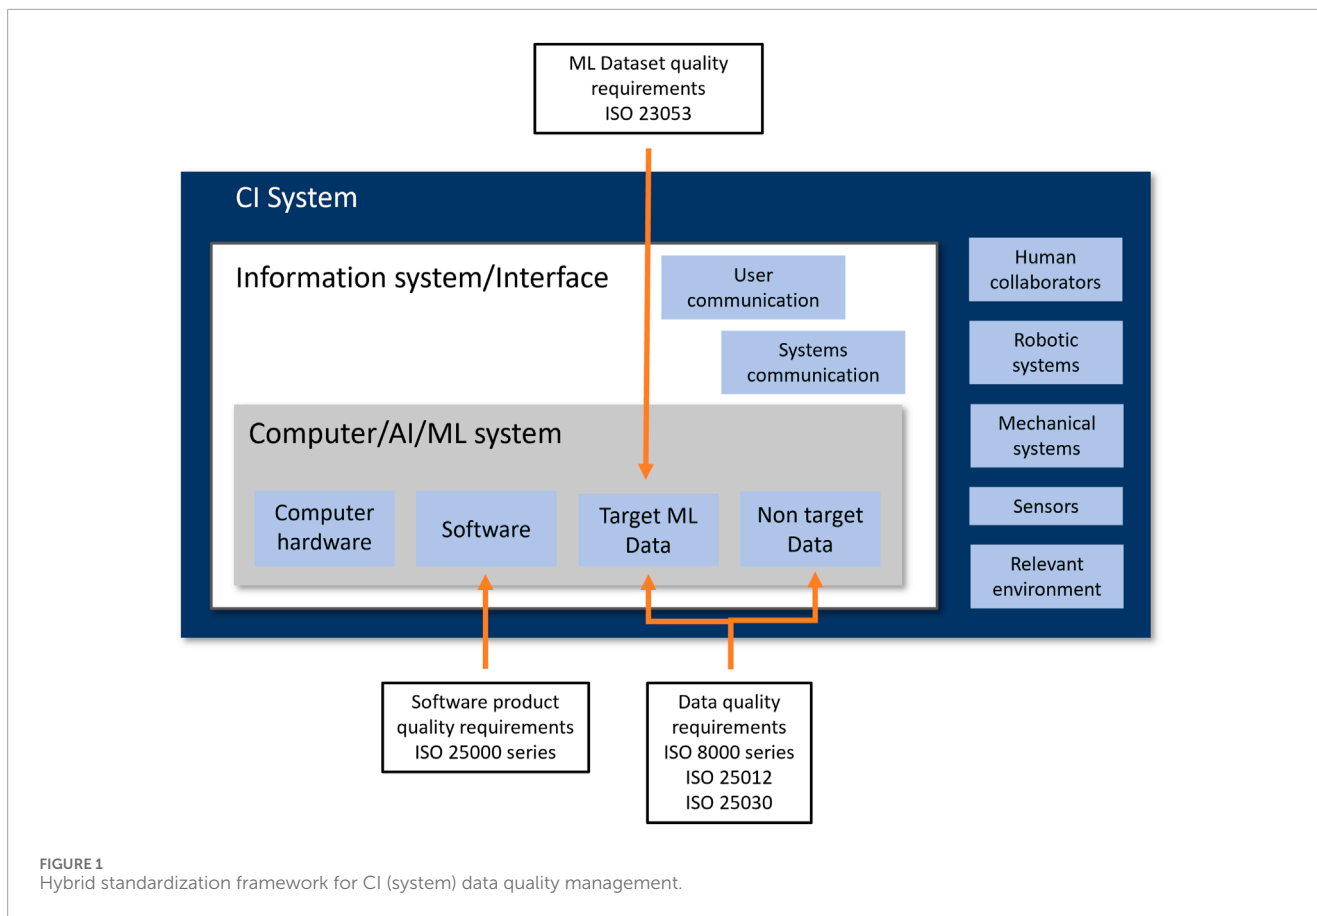 ML Dataset quality
requirements
ISO 23053
CI System
Information system/Interface
User
communication
Systems
communication
Human
collaborators
Robotic
systems
Mechanical
systems
Sensors
Relevant
environment
Computer/AI/ML system
Computer
hardware
Software
Target ML
Data
Non target
Data
Software product
quality requirements
ISO 25000 series
Data quality
requirements
ISO 8000 series
ISO 25012
ISO 25030
FIGURE 1
Hybrid standardization framework for CI (system) data quality management.